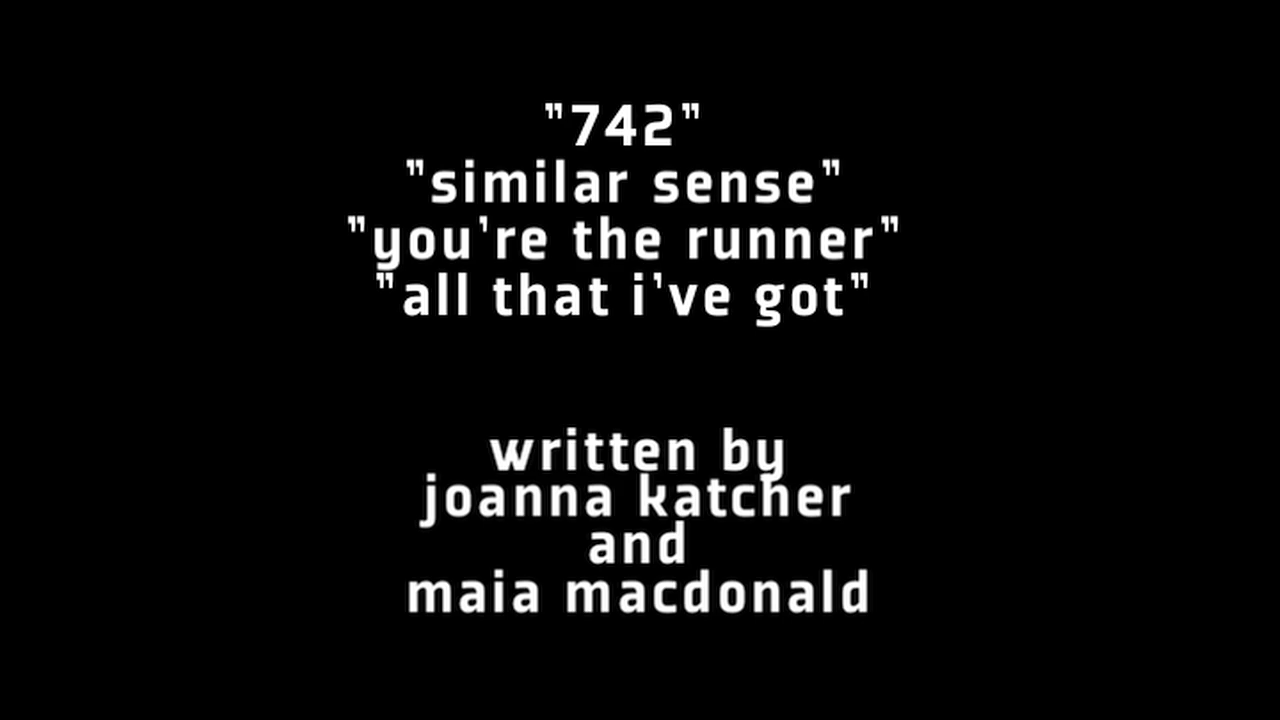 "742"
"similar sense"
"you're the runner"
"all that i've got"
written by
joanna katcher
and
maia macdonald